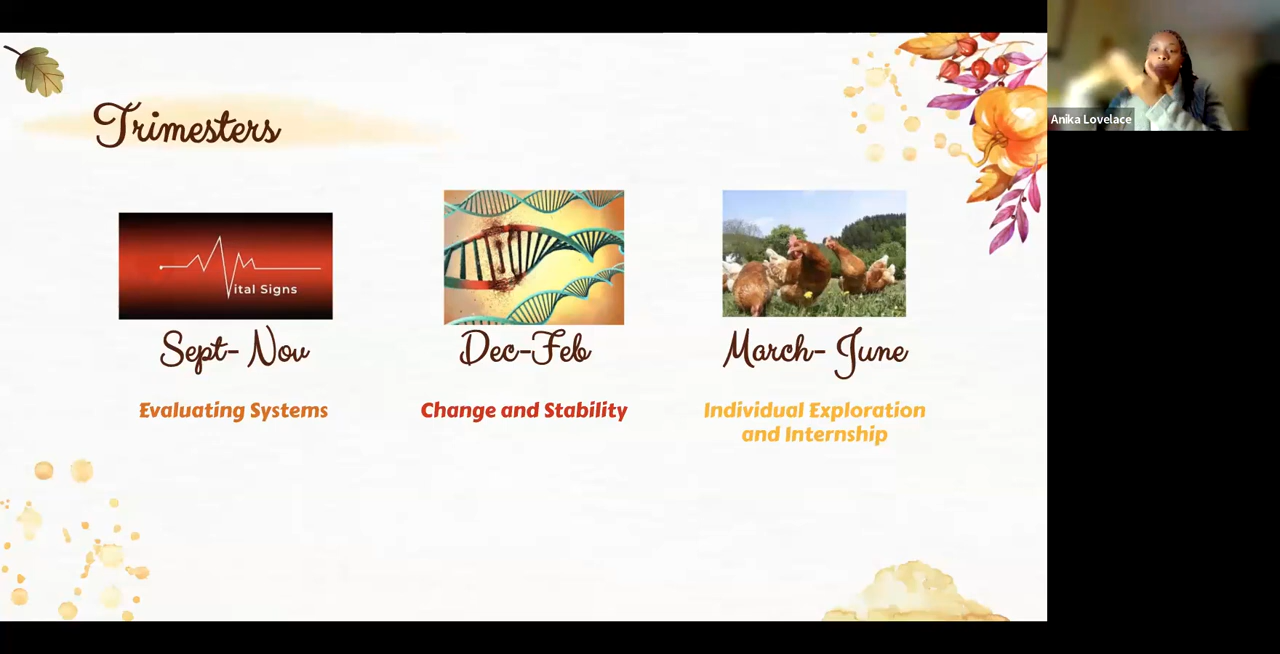 Trimesters
ital Signs
Sept- Nov
Dec-Feb
March- June
Evaluating Systems
Change and Stability
Individual Exploration
and Internship
Anika Lovelace